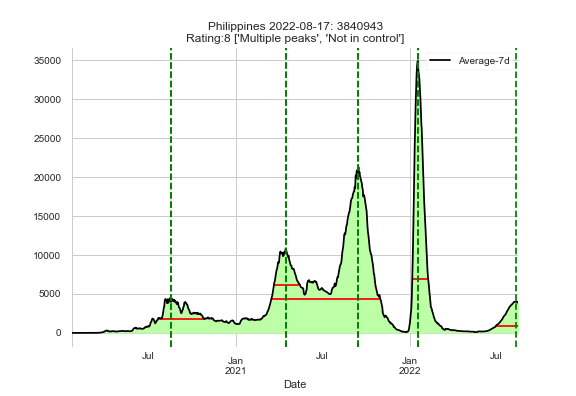 Philippines 2022-08-17: 3840943
Rating:8 ['Multiple peaks', 'Not in control']
Average-7d
35000
30000
25000
20000
15000
10000
5000
0
Jul
Jan
2021
Jul
Jan
2022
Jul
Date